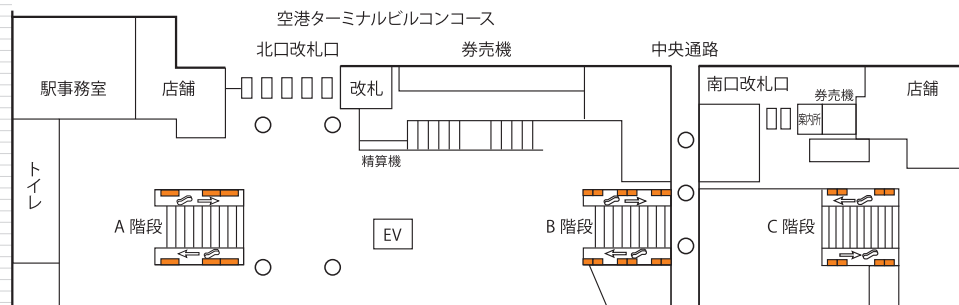 空港ターミナルビルコンコース
北口改札口
券売機
中央通路
駅事務室
店舗
改札
南口改札口
券売機
店舗
案内所
精算機
トイレ
A 階段
EV
B 階段
C 階段